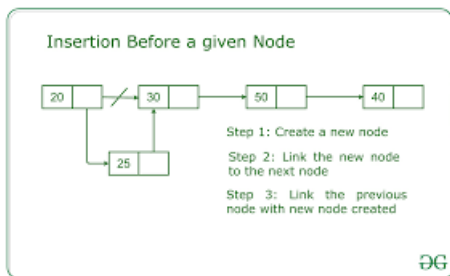 Insertion Before a given Node
20
30
50
40
25
Step 1: Create a new node
Step 2: Link the new node
to the next node
Step 3: Link the previous
node with new node created